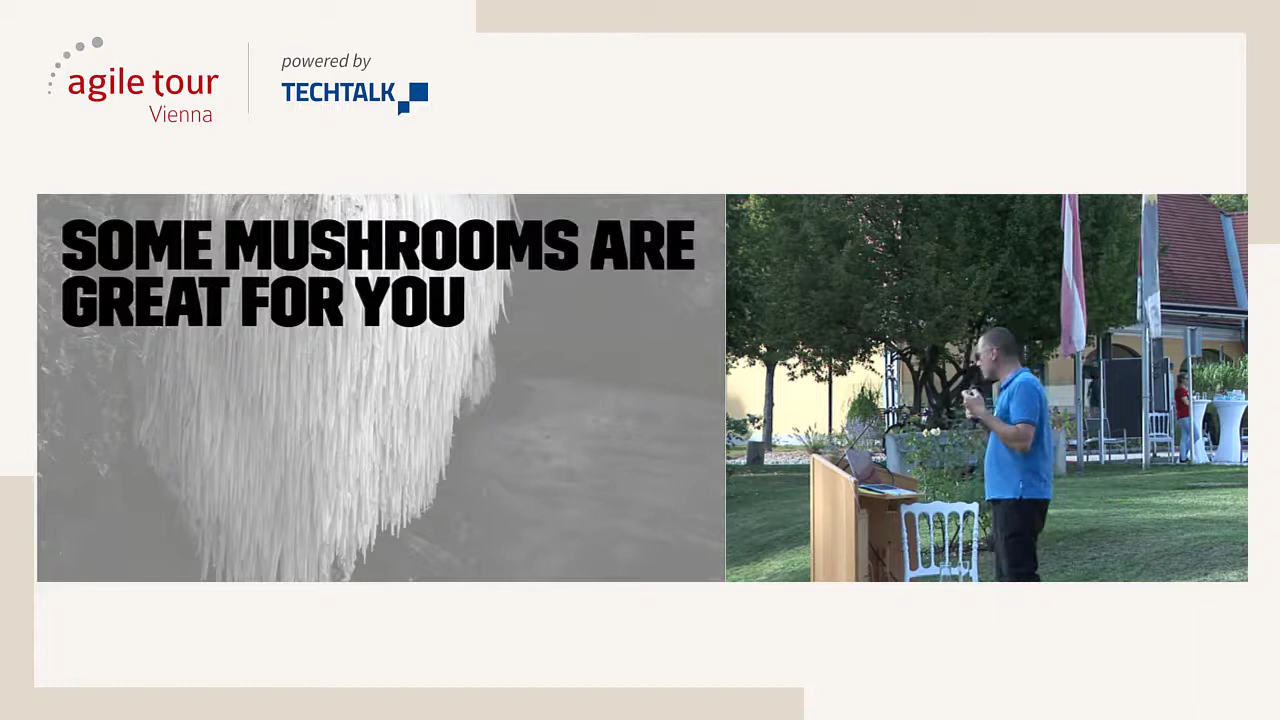 agile tour
Vienna
powered by
TECHTALK
SOME MUSHROOMS ARE
GREAT FOR YOU